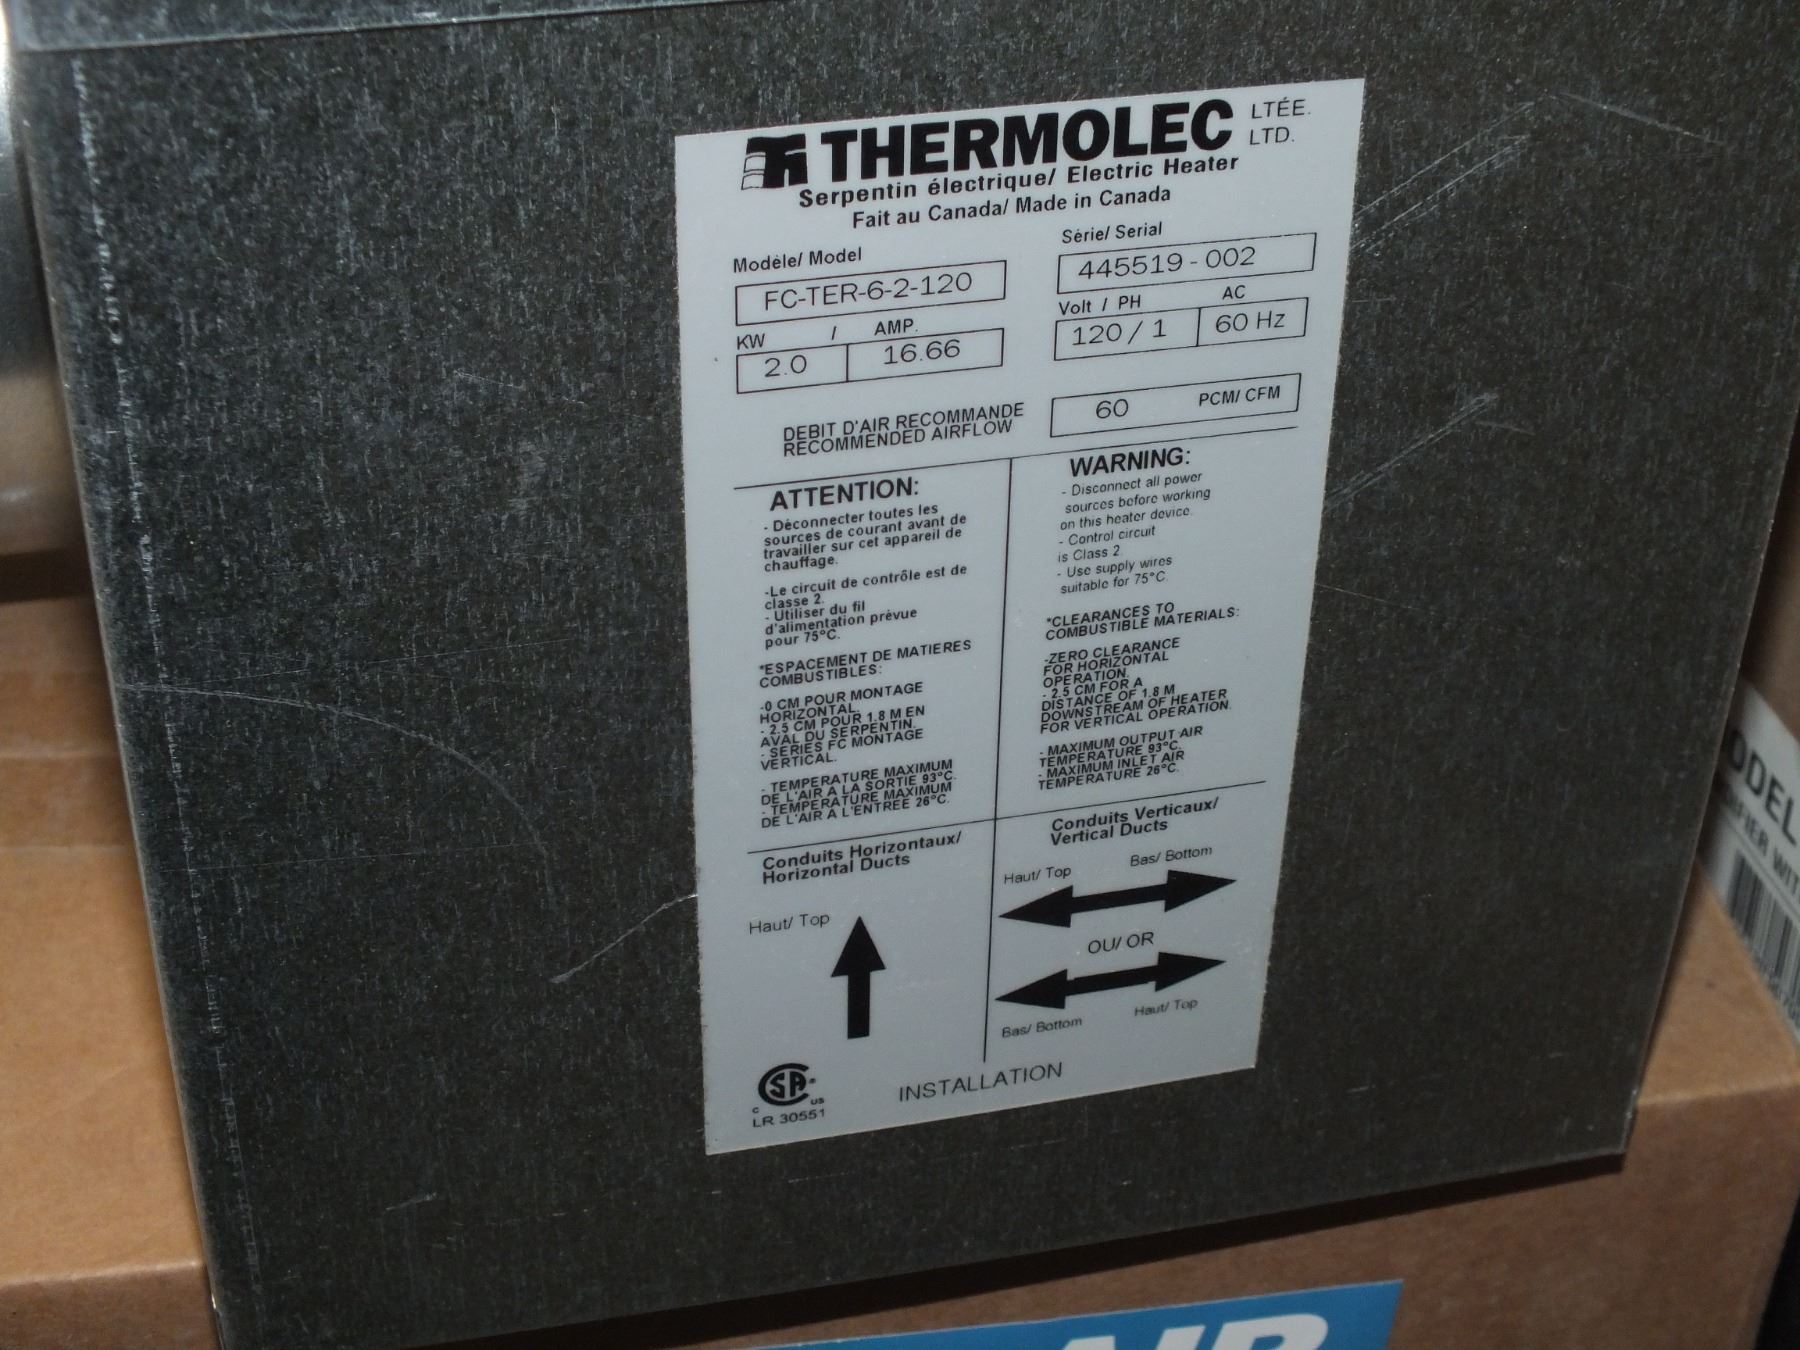 THERMOLEC LTÉE.
LTD.
Serpentin électrique/ Electric Heater
Fait au Canada/ Made in Canada
Modèle/ Model
FC-TER-6-2-120
Série/ Serial
445519-002
KW / AMP.
2.0 16.66
Volt / PH AC
120/1 60 Hz
DEBIT D'AIR RECOMMANDE
RECOMMENDED AIRFLOW
60 PCM/ CFM
ATTENTION:
- Déconnecter toutes les
sources de courant avant de
travailler sur cet appareil de
chauffage.
-Le circuit de contrôle est de
classe 2.
- Utiliser du fil
d'alimentation prévue
pour 75°C.
*ESPACEMENT DE MATIERES
COMBUSTIBLES:
-0 CM POUR MONTAGE
HORIZONTAL.
- 2.5 CM POUR 1.8 M EN
AVAL DU SERPENTIN.
- SERIES FC MONTAGE
VERTICAL.
- TEMPERATURE MAXIMUM
DE L'AIR A LA SORTIE 93°C.
- TEMPERATURE MAXIMUM
DE L'AIR A L'ENTREE 26°C.
WARNING:
- Disconnect all power
sources before working
on this heater device.
- Control circuit
is Class 2.
- Use supply wires
suitable for 75°C.
*CLEARANCES TO
COMBUSTIBLE MATERIALS:
-ZERO CLEARANCE
FOR HORIZONTAL
OPERATION.
- 2.5 CM FOR A
DISTANCE OF 1.8 M
DOWNSTREAM OF HEATER
FOR VERTICAL OPERATION.
- MAXIMUM OUTPUT AIR
TEMPERATURE 93°C.
- MAXIMUM INLET AIR
TEMPERATURE 26°C.
Conduits Horizontaux/
Horizontal Ducts
Haut/ Top
Conduits Verticaux/
Vertical Ducts
Haut/ Top Bas/ Bottom
OU/ OR
Bas/ Bottom Haut/ Top
C SA US
LR 30551
INSTALLATION
AIR